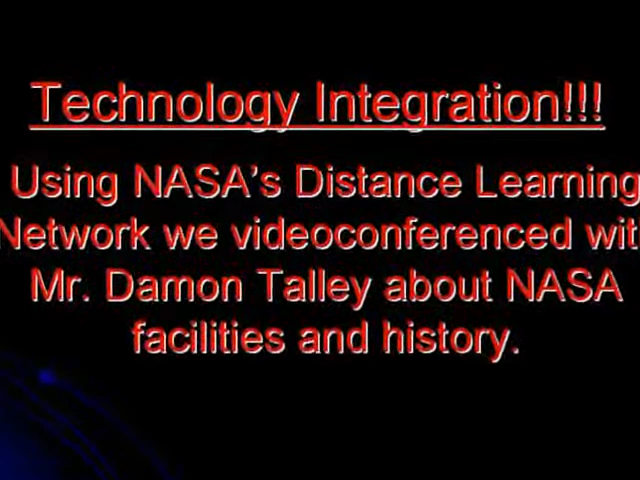 Technology Integration!!!
Using NASA's Distance Learning
Network we videoconferenced wit
Mr. Damon Talley about NASA
facilities and history.